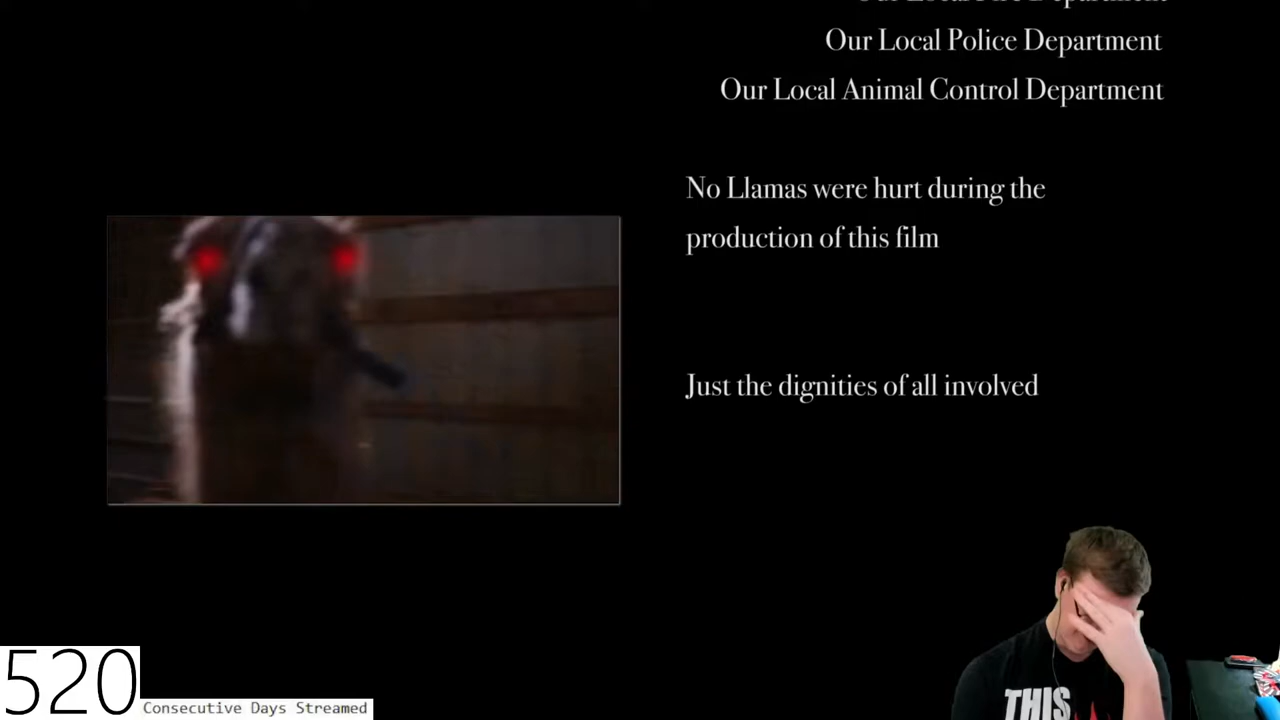 Our Local Police Department
Our Local Animal Control Department
No Llamas were hurt during the
production of this film
Just the dignities of all involved
THIS
520
Consecutive Days Streamed